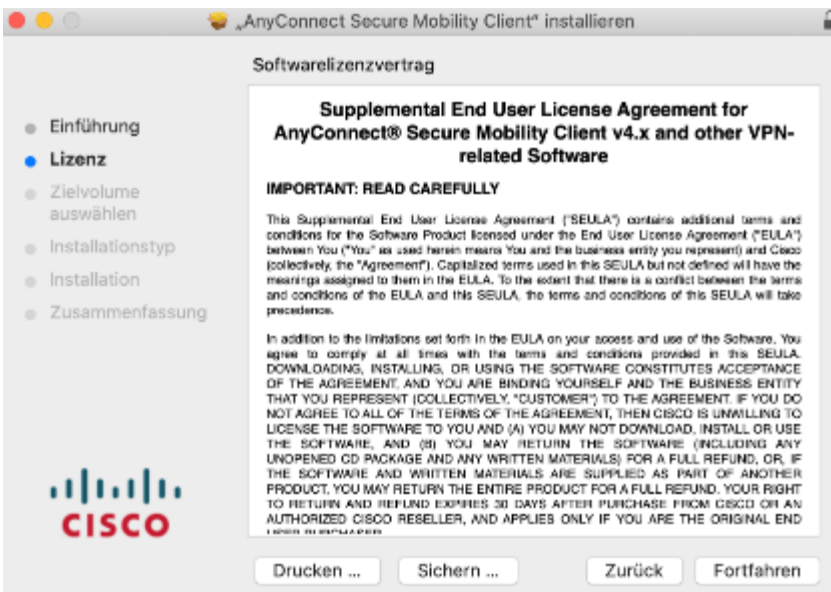 „AnyConnect Secure Mobility Client“ installieren
Softwarelizenzvertrag
Einführung
Lizenz
Zielvolume
auswählen
Installationstyp
Installation
Zusammenfassung
Supplemental End User License Agreement for
AnyConnect® Secure Mobility Client v4.x and other VPN-
related Software
IMPORTANT: READ CAREFULLY
This Supplemental End User License Agreement ("SEULA") contains additional terms and
conditions for the Software Product licensed under the End User License Agreement ("EULA")
between You ("You" as used herein means You and the business entity you represent) and Cisco
(collectively, the "Agreement"). Capitalized terms used in this SEULA but not defined will have the
meanings assigned to them in the EULA. To the extent that there is a conflict between the terms
and conditions of the EULA and this SEULA, the terms and conditions of this SEULA will take
precedence.
In addition to the limitations set forth in the EULA on your access and use of the Software, You
agree to comply at all times with the terms and conditions provided in this SEULA.
DOWNLOADING, INSTALLING, OR USING THE SOFTWARE CONSTITUTES ACCEPTANCE
OF THE AGREEMENT, AND YOU ARE BINDING YOURSELF AND THE BUSINESS ENTITY
THAT YOU REPRESENT (COLLECTIVELY, "CUSTOMER") TO THE AGREEMENT. IF YOU DO
NOT AGREE TO ALL OF THE TERMS OF THE AGREEMENT, THEN CISCO IS UNWILLING TO
LICENSE THE SOFTWARE TO YOU AND (A) YOU MAY NOT DOWNLOAD, INSTALL OR USE
THE SOFTWARE, AND (B) YOU MAY RETURN THE SOFTWARE (INCLUDING ANY
UNOPENED CD PACKAGE AND ANY WRITTEN MATERIALS) FOR A FULL REFUND, OR, IF
THE SOFTWARE AND WRITTEN MATERIALS ARE SUPPLIED AS PART OF ANOTHER
PRODUCT, YOU MAY RETURN THE ENTIRE PRODUCT FOR A FULL REFUND. YOUR RIGHT
TO RETURN AND REFUND EXPIRES 30 DAYS AFTER PURCHASE FROM CISCO OR AN
AUTHORIZED CISCO RESELLER, AND APPLIES ONLY IF YOU ARE THE ORIGINAL END
CISCO
Drucken ...
Sichern ...
Zurück
Fortfahren